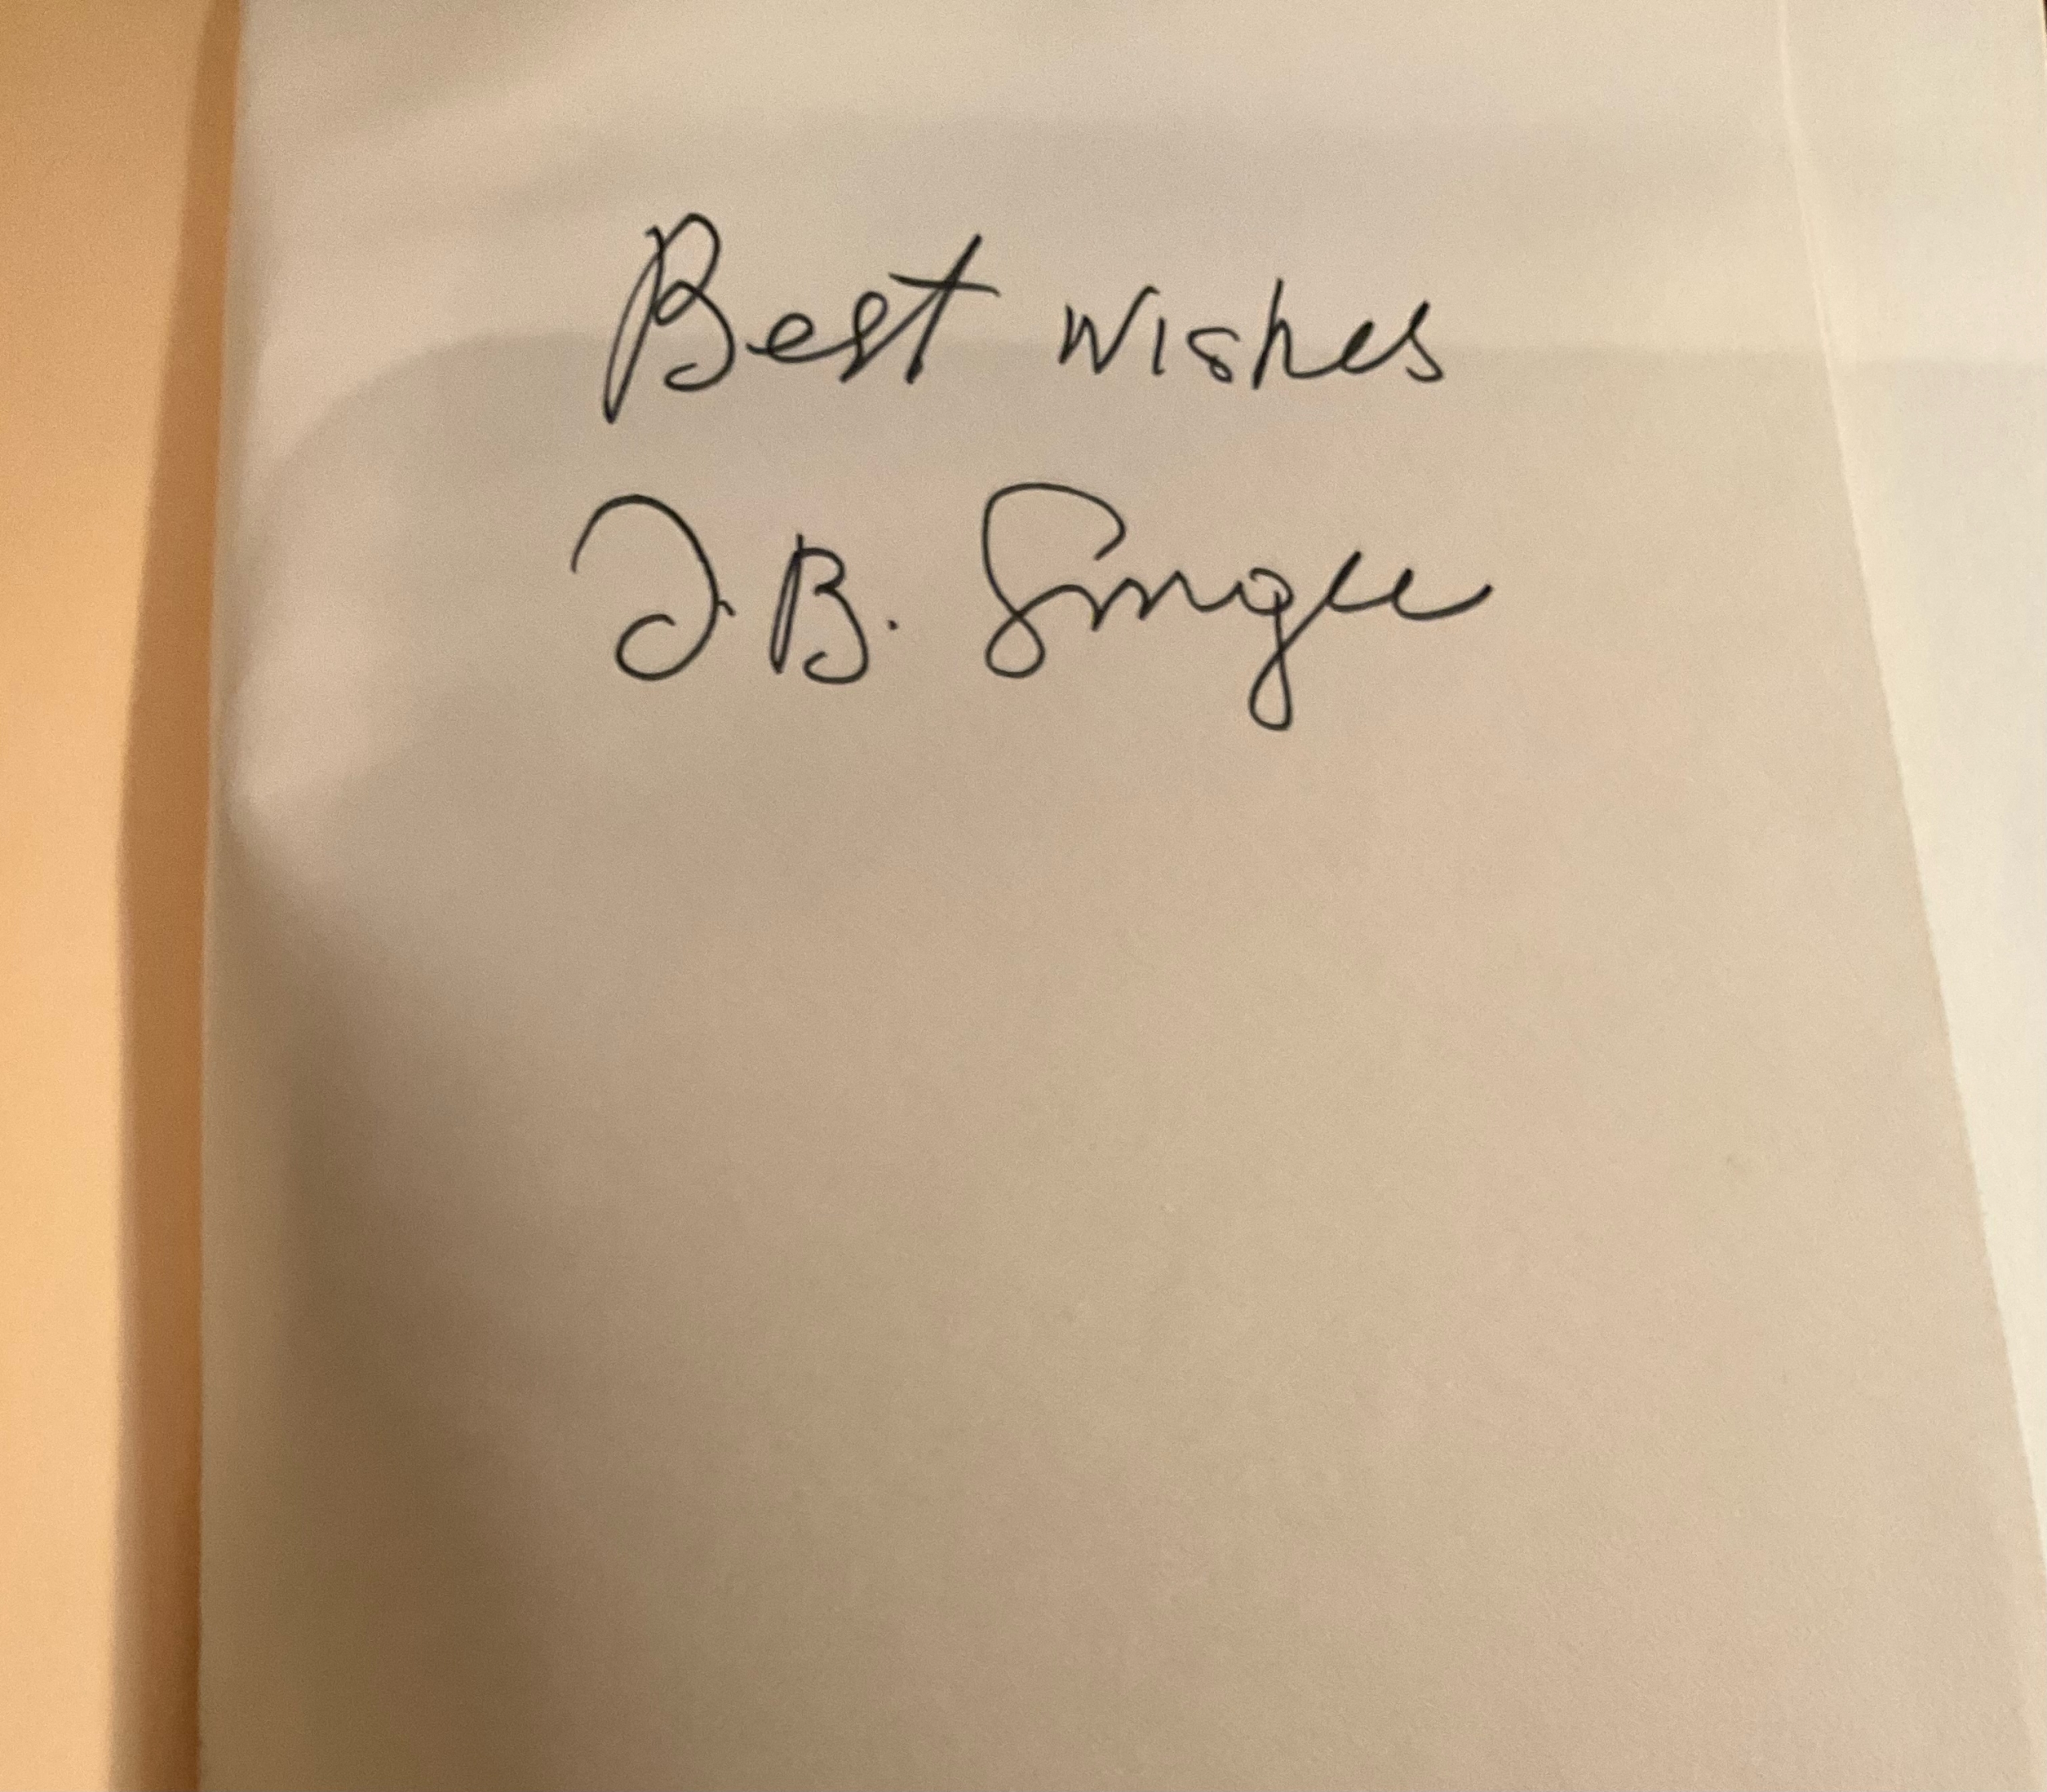 Best wishes
I. B. Singer